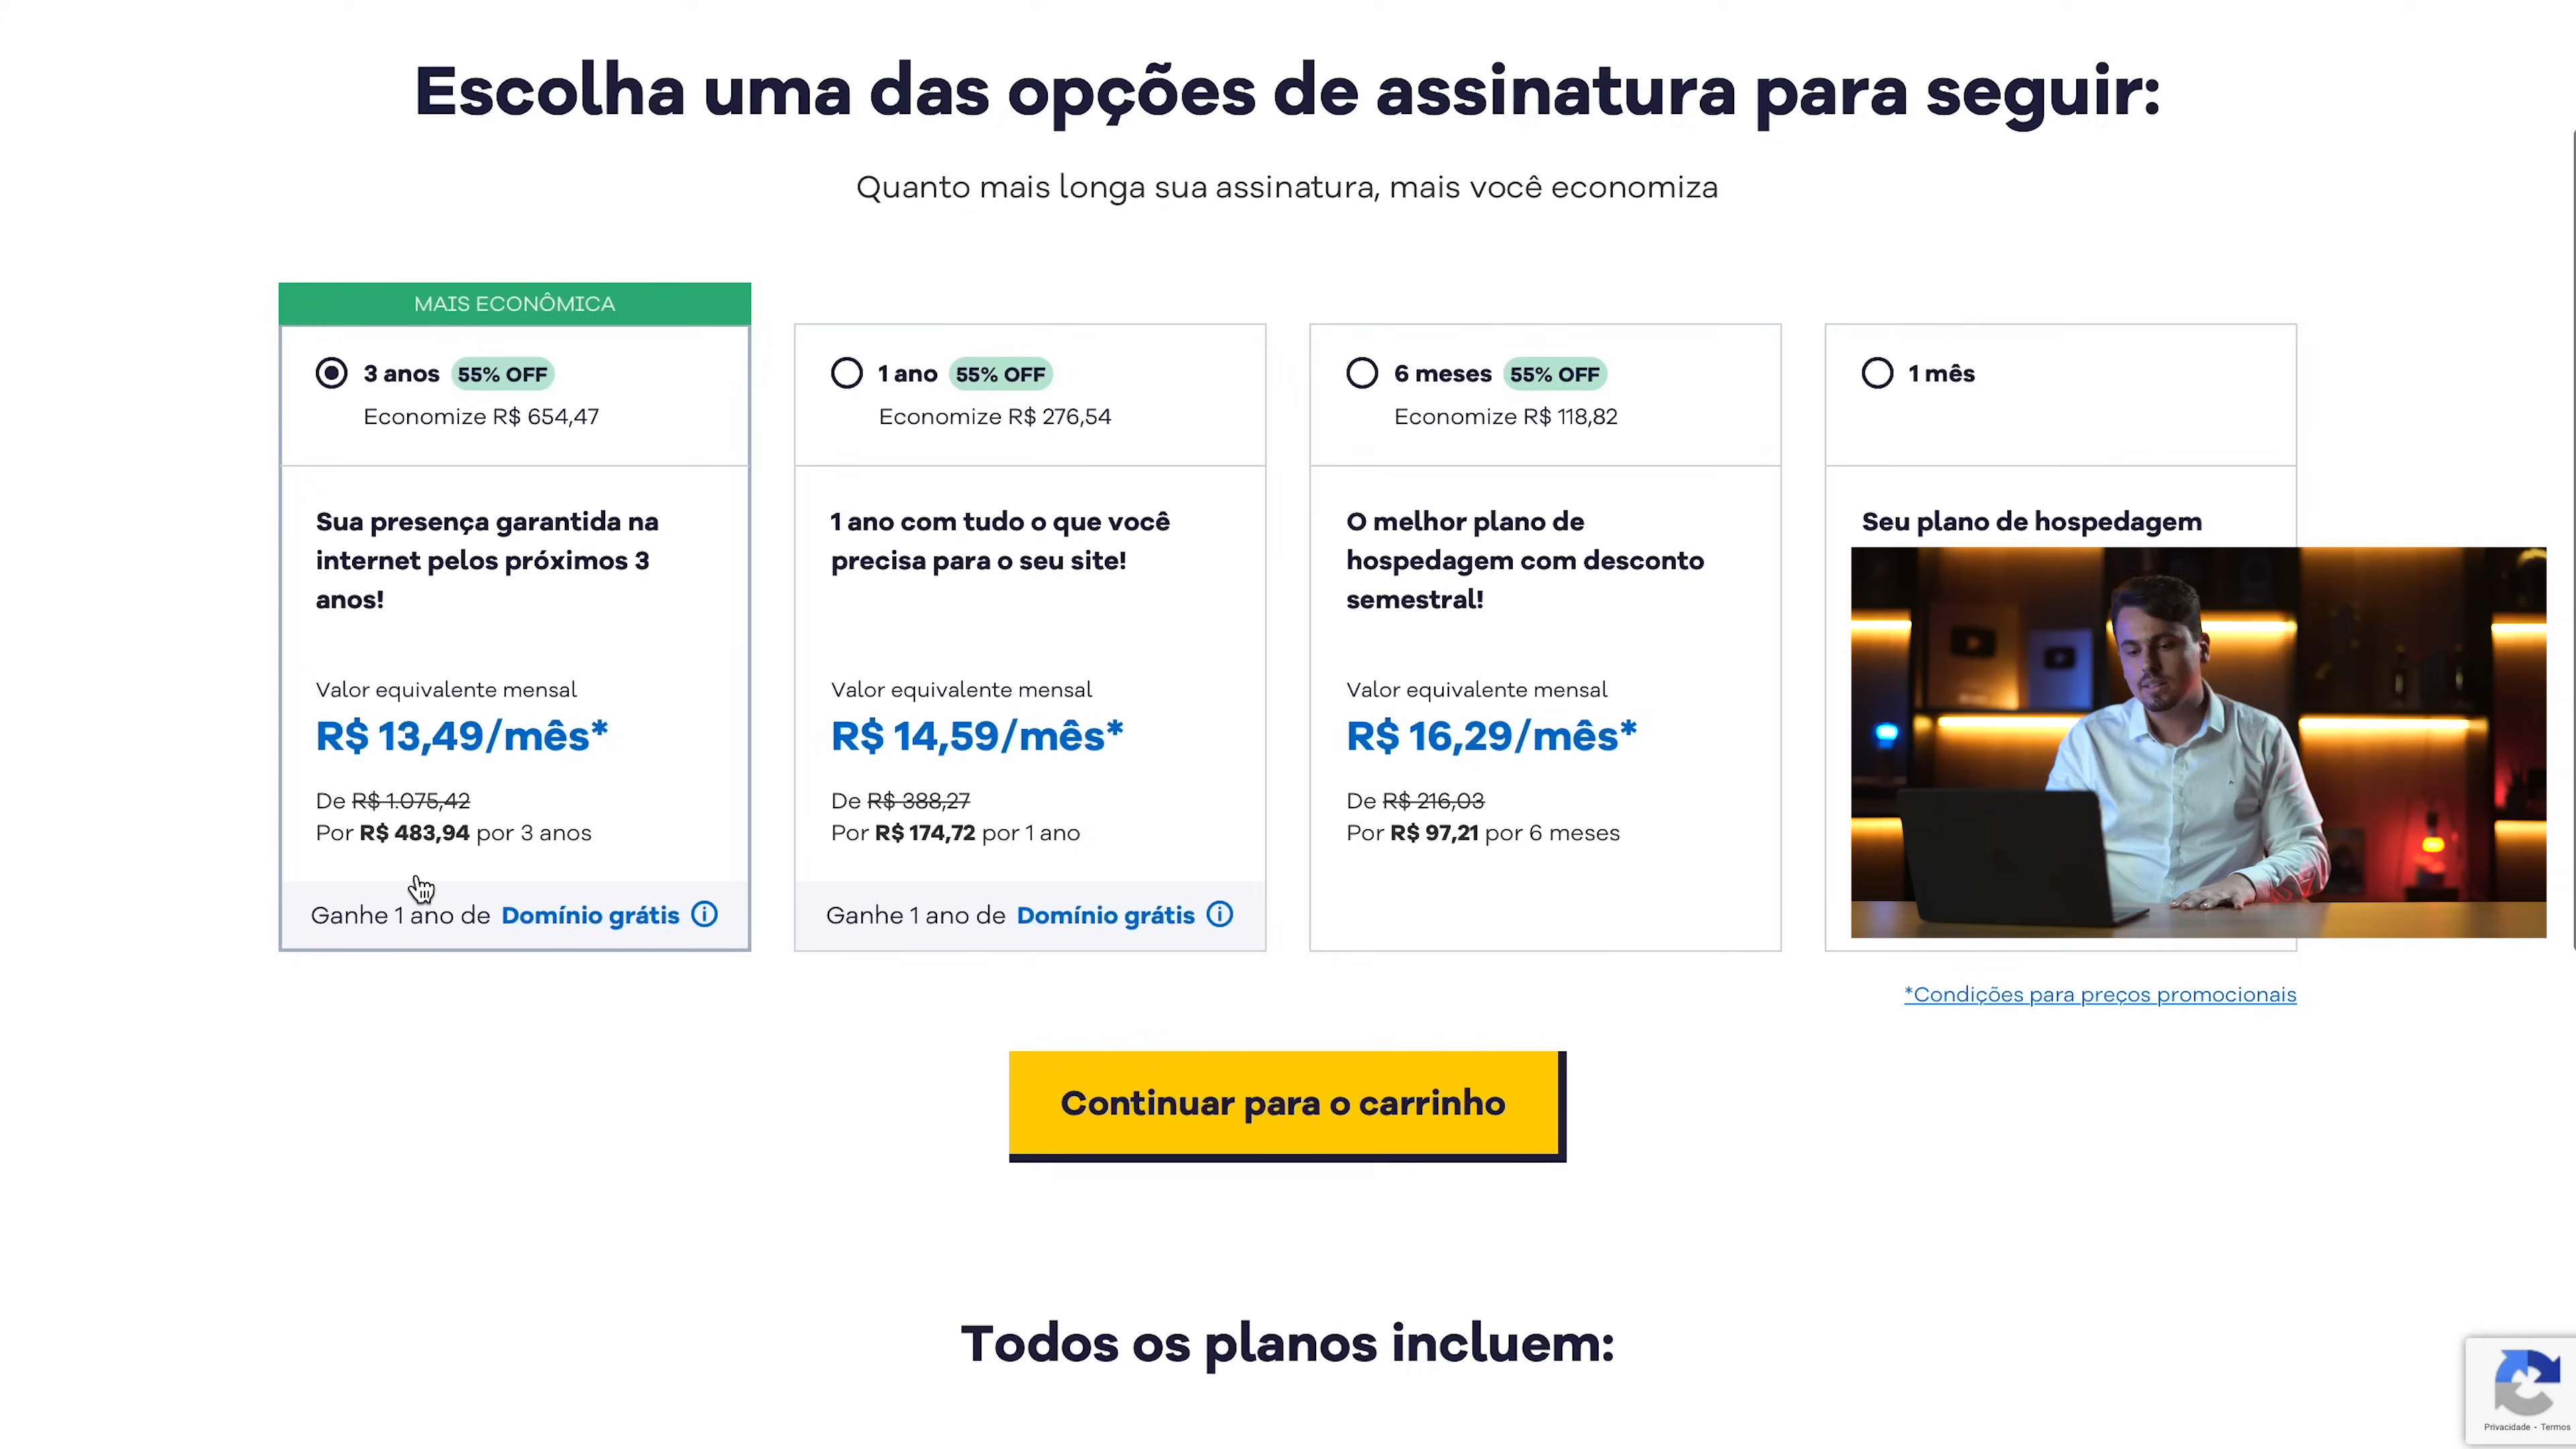 Escolha uma das opções de assinatura para seguir:
Quanto mais longa sua assinatura, mais você economiza
MAIS ECONÔMICA
3 anos 55% OFF
Economize R$ 654,47
Sua presença garantida na
internet pelos próximos 3
anos!
Valor equivalente mensal
R$ 13,49/mês*
De R$ 1.075,42
Por R$ 483,94 por 3 anos
Ganhe 1 ano de Domínio grátis
1 ano 55% OFF
Economize R$ 276,54
1 ano com tudo o que você
precisa para o seu site!
Valor equivalente mensal
R$ 14,59/mês*
De R$ 388,27
Por R$ 174,72 por 1 ano
Ganhe 1 ano de Domínio grátis
6 meses 55% OFF
Economize R$ 118,82
O melhor plano de
hospedagem com desconto
semestral!
Valor equivalente mensal
R$ 16,29/mês*
De R$ 216,03
Por R$ 97,21 por 6 meses
1 mês
Seu plano de hospedagem
*Condições para preços promocionais
Continuar para o carrinho
Todos os planos incluem:
Privacidade - Termos